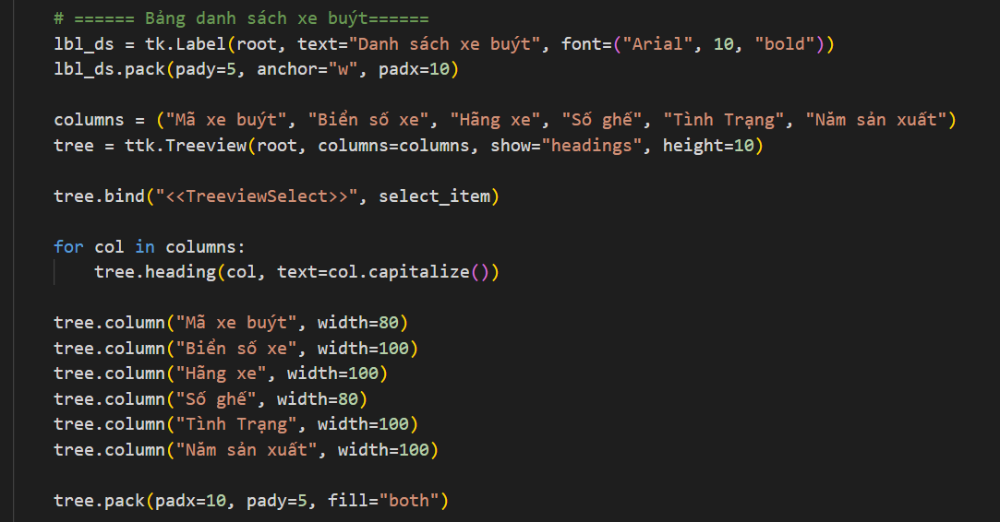 # ====== Bảng danh sách xe buýt======
lbl_ds = tk.Label(root, text="Danh sách xe buýt", font=("Arial", 10, "bold"))
lbl_ds.pack(pady=5, anchor="w", padx=10)
columns = ("Mã xe buýt", "Biển số xe", "Hãng xe", "Số ghế", "Tình Trạng", "Năm sản xuất")
tree = ttk.Treeview(root, columns=columns, show="headings", height=10)
tree.bind("<<TreeviewSelect>>", select_item)
for col in columns:
    tree.heading(col, text=col.capitalize())
tree.column("Mã xe buýt", width=80)
tree.column("Biển số xe", width=100)
tree.column("Hãng xe", width=100)
tree.column("Số ghế", width=80)
tree.column("Tình Trạng", width=100)
tree.column("Năm sản xuất", width=100)
tree.pack(padx=10, pady=5, fill="both")